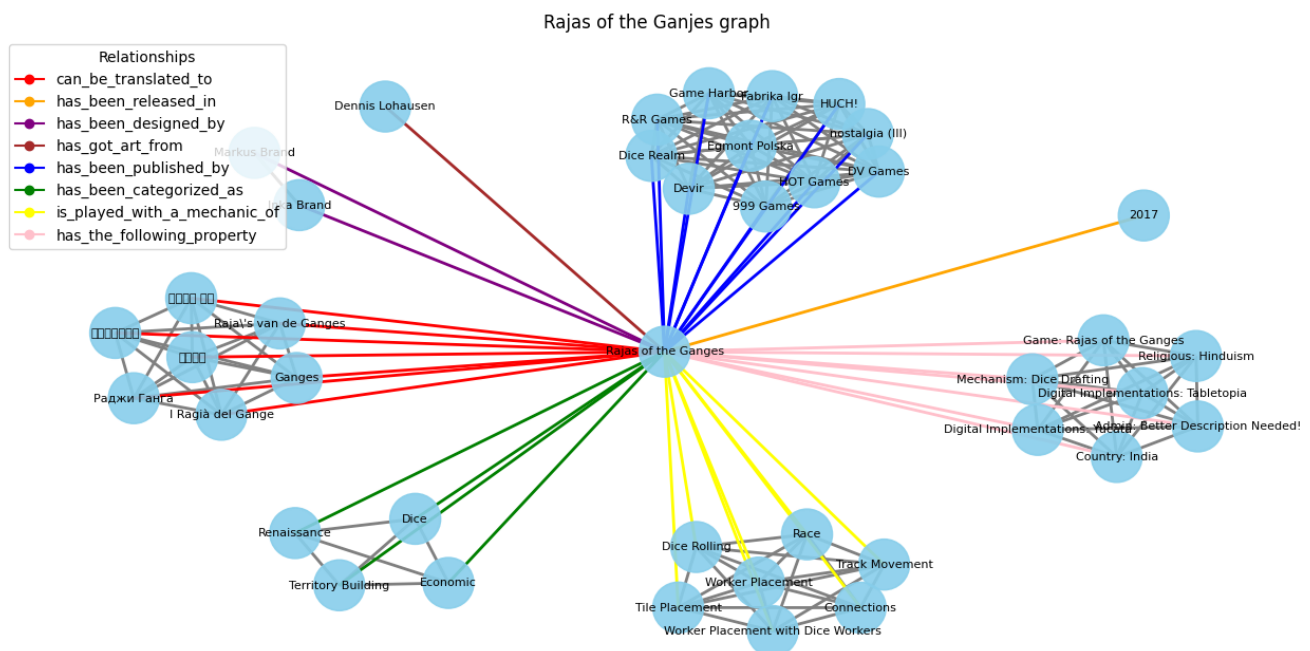 Rajas of the Ganjes graph
Relationships
can_be_translated_to
has_been_released_in
has_been_designed_by
has_got_art_from
has_been_published_by
has_been_categorized_as
is_played_with_a_mechanic_of
has_the_following_property
Dennis Lohausen
Markus Brand
Inka Brand
Game Harbor
Fabrika Igr
HUCH!
R&R Games
nostalgia (III)
Egmont Polska
Dice Realm
DV Games
Devir
HOT Games
999 Games
2017
Raja\'s van de Ganges
Ganges
Раджи Ганга
I Ragià del Gange
Rajas of the Ganges
Game: Rajas of the Ganges
Religious: Hinduism
Mechanism: Dice Drafting
Digital Implementations: Tabletopia
Digital Implementations: Yucata
Admin: Better Description Needed!
Country: India
Renaissance
Dice
Territory Building
Economic
Dice Rolling
Race
Track Movement
Worker Placement
Tile Placement
Connections
Worker Placement with Dice Workers